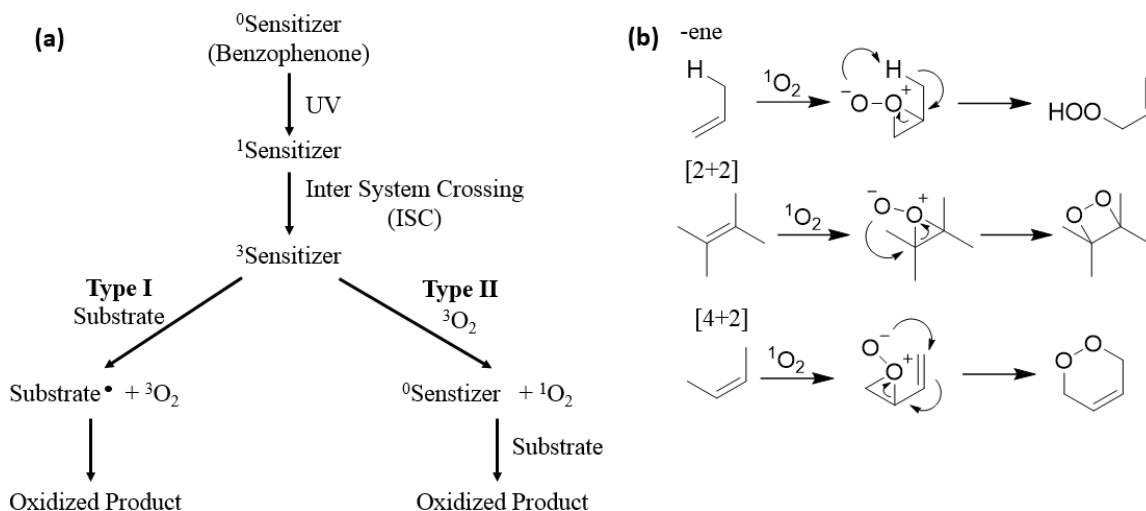 (a)
⁰Sensitizer
(Benzophenone)
UV
¹Sensitizer
Inter System Crossing
(ISC)
³Sensitizer
Type I
Substrate
Type II
³O₂
Substrate• + ³O₂
⁰Senstizer + ¹O₂
Substrate
Oxidized Product
Oxidized Product
(b)
-ene
H
¹O₂
⁻O-O⁺
H
HOO
[2+2]
¹O₂
⁻O-O⁺
O-O
[4+2]
¹O₂
O⁻
O⁺
O-O